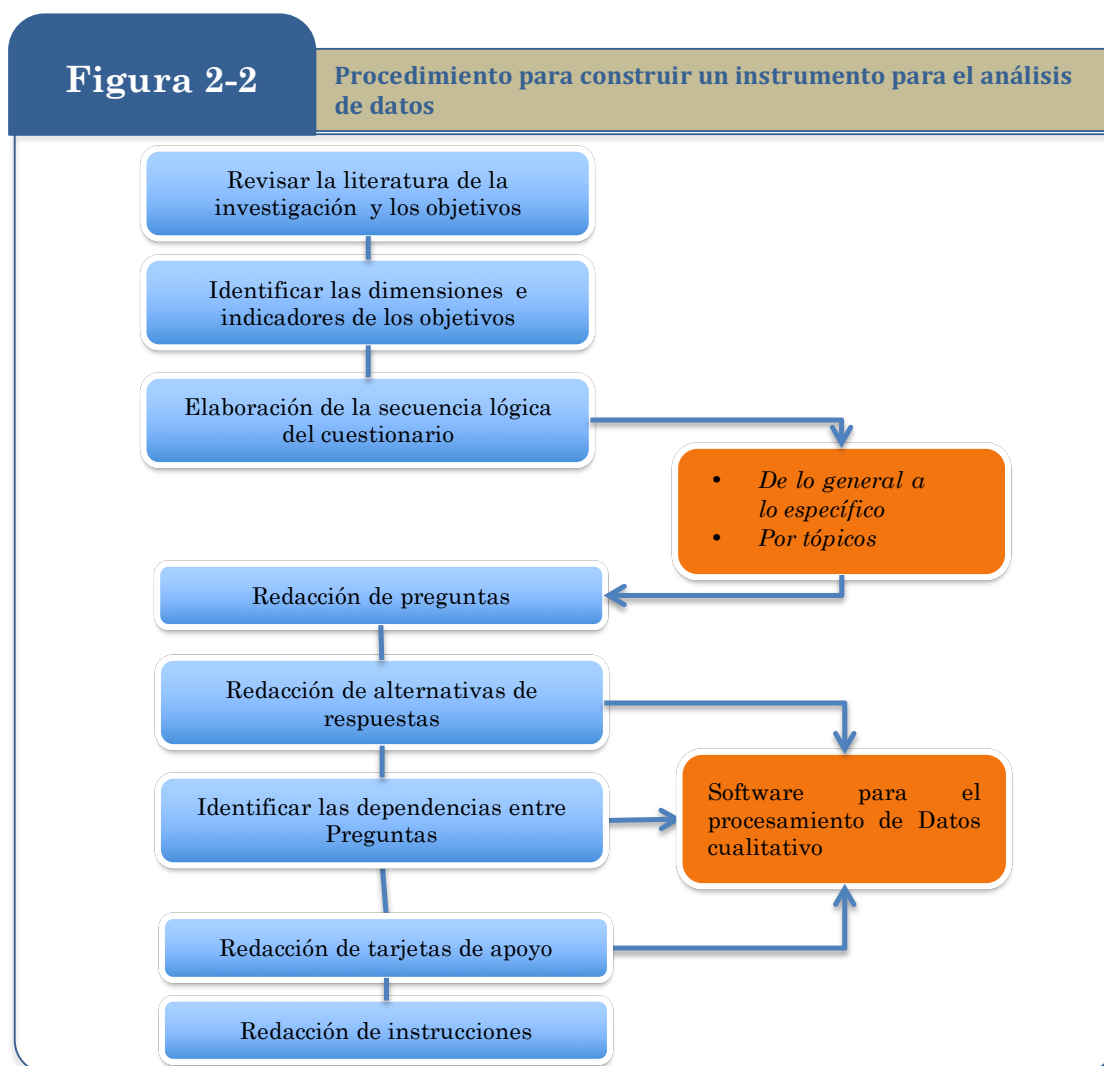 Figura 2-2
Procedimiento para construir un instrumento para el análisis
de datos
Revisar la literatura de la
investigación y los objetivos
Identificar las dimensiones e
indicadores de los objetivos
Elaboración de la secuencia lógica
del cuestionario
• De lo general a
lo específico
• Por tópicos
Redacción de preguntas
Redacción de alternativas de
respuestas
Identificar las dependencias entre
Preguntas
Software para el
procesamiento de Datos
cualitativo
Redacción de tarjetas de apoyo
Redacción de instrucciones